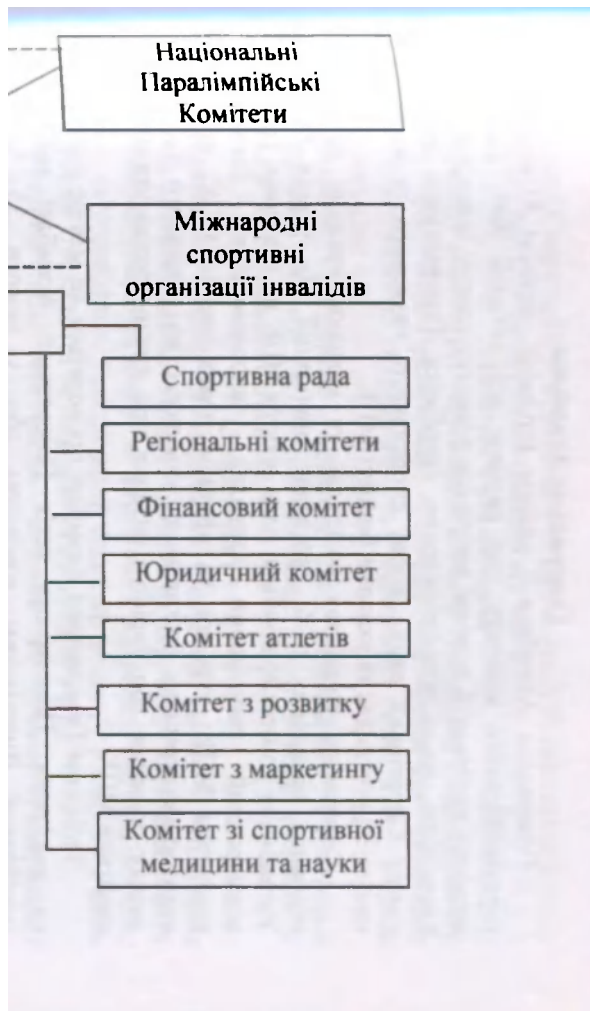 Національні
Паралімпійські
Комітети
Міжнародні
спортивні
організації інвалідів
Спортивна рада
Регіональні комітети
Фінансовий комітет
Юридичний комітет
Комітет атлетів
Комітет з розвитку
Комітет з маркетингу
Комітет зі спортивної
медицини та науки